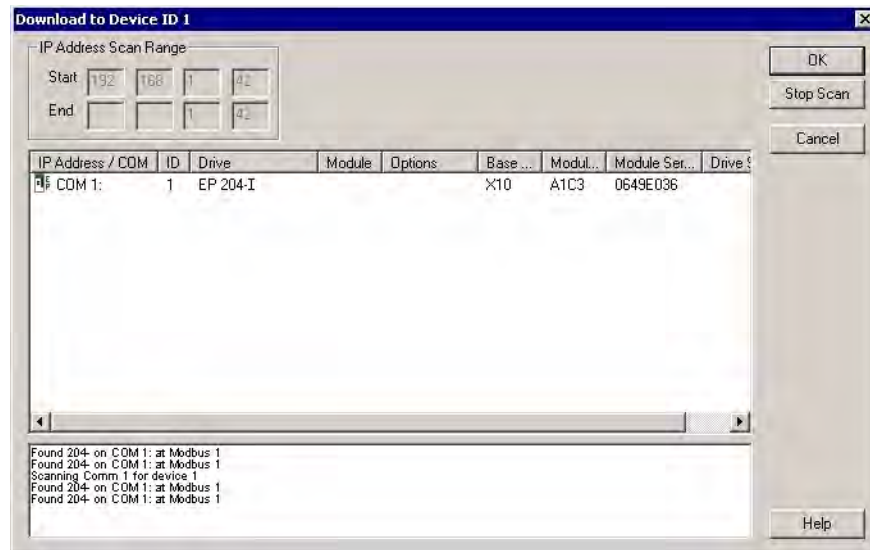 Download to Device ID 1
IP Address Scan Range
Start 192 168 1 42
End 1 42
OK
Stop Scan
Cancel
IP Address / COM ID Drive Module Options Base ... Modul... Module Ser... Drive S
COM 1: 1 EP 204-I X10 A1C3 0649E036
Found 204- on COM 1: at Modbus 1
Found 204- on COM 1: at Modbus 1
Scanning Comm 1 for device 1
Found 204- on COM 1: at Modbus 1
Found 204- on COM 1: at Modbus 1
Help